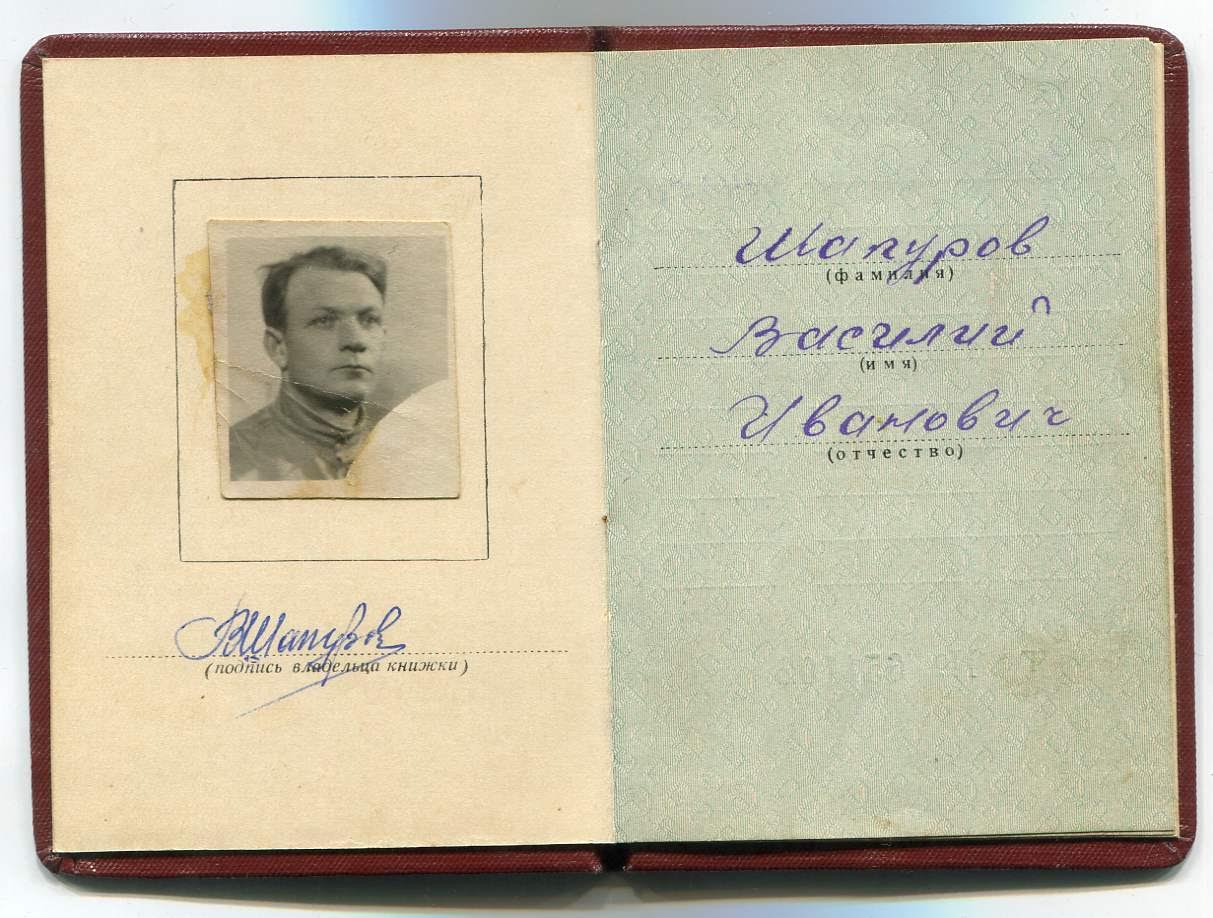 ВШапуров
(подпись владельца книжки)
Шапуров
(фамилия)
Василий
(имя)
Иванович
(отчество)